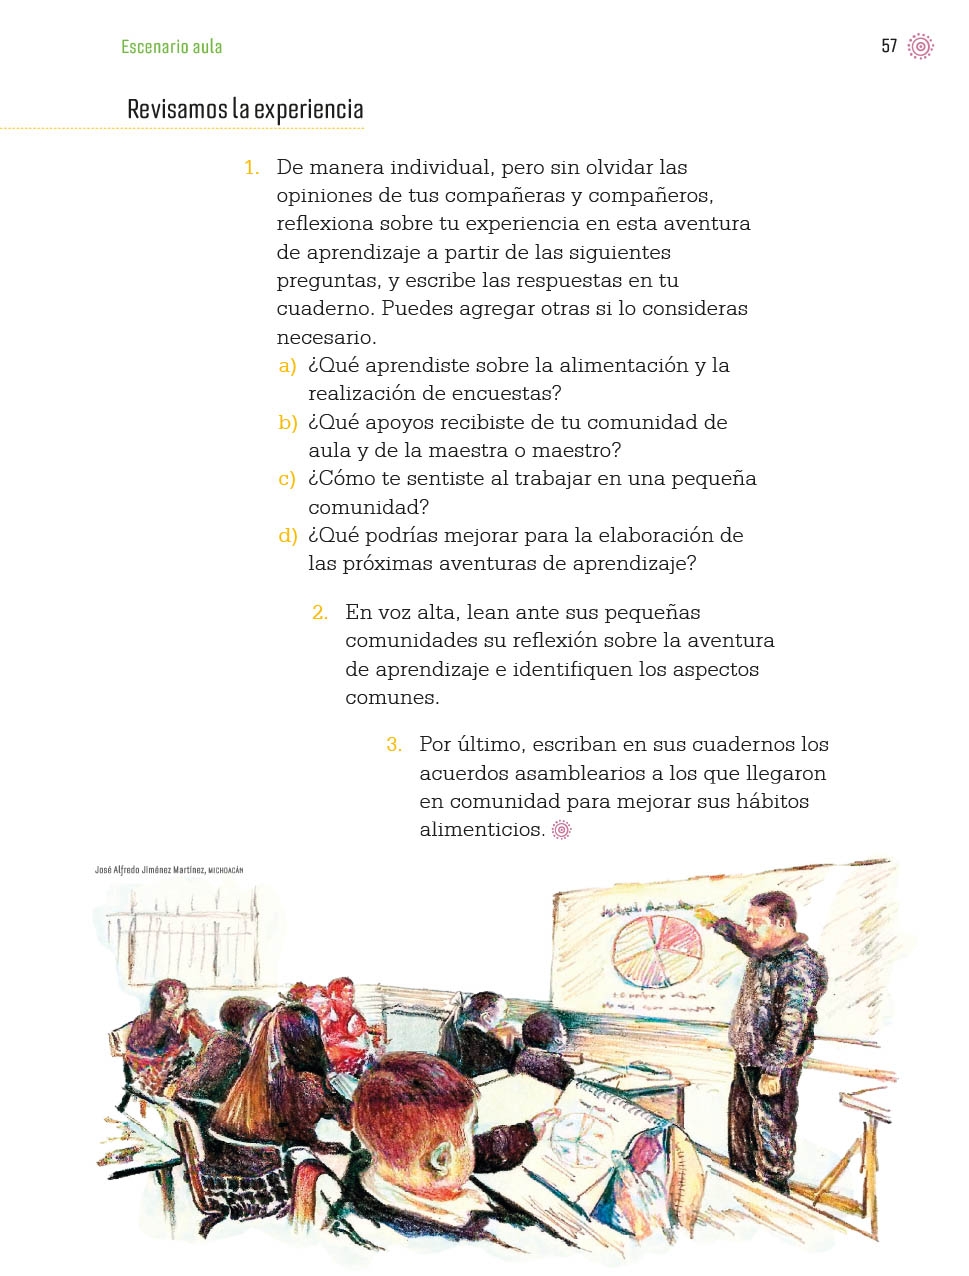 Escenario aula
57
Revisamos la experiencia
1. De manera individual, pero sin olvidar las
opiniones de tus compañeras y compañeros,
reflexiona sobre tu experiencia en esta aventura
de aprendizaje a partir de las siguientes
preguntas, y escribe las respuestas en tu
cuaderno. Puedes agregar otras si lo consideras
necesario.
a) ¿Qué aprendiste sobre la alimentación y la
realización de encuestas?
b) ¿Qué apoyos recibiste de tu comunidad de
aula y de la maestra o maestro?
c) ¿Cómo te sentiste al trabajar en una pequeña
comunidad?
d) ¿Qué podrías mejorar para la elaboración de
las próximas aventuras de aprendizaje?
2. En voz alta, lean ante sus pequeñas
comunidades su reflexión sobre la aventura
de aprendizaje e identifiquen los aspectos
comunes.
3. Por último, escriban en sus cuadernos los
acuerdos asamblearios a los que llegaron
en comunidad para mejorar sus hábitos
alimenticios.
José Alfredo Jiménez Martínez, MICHOACÁN